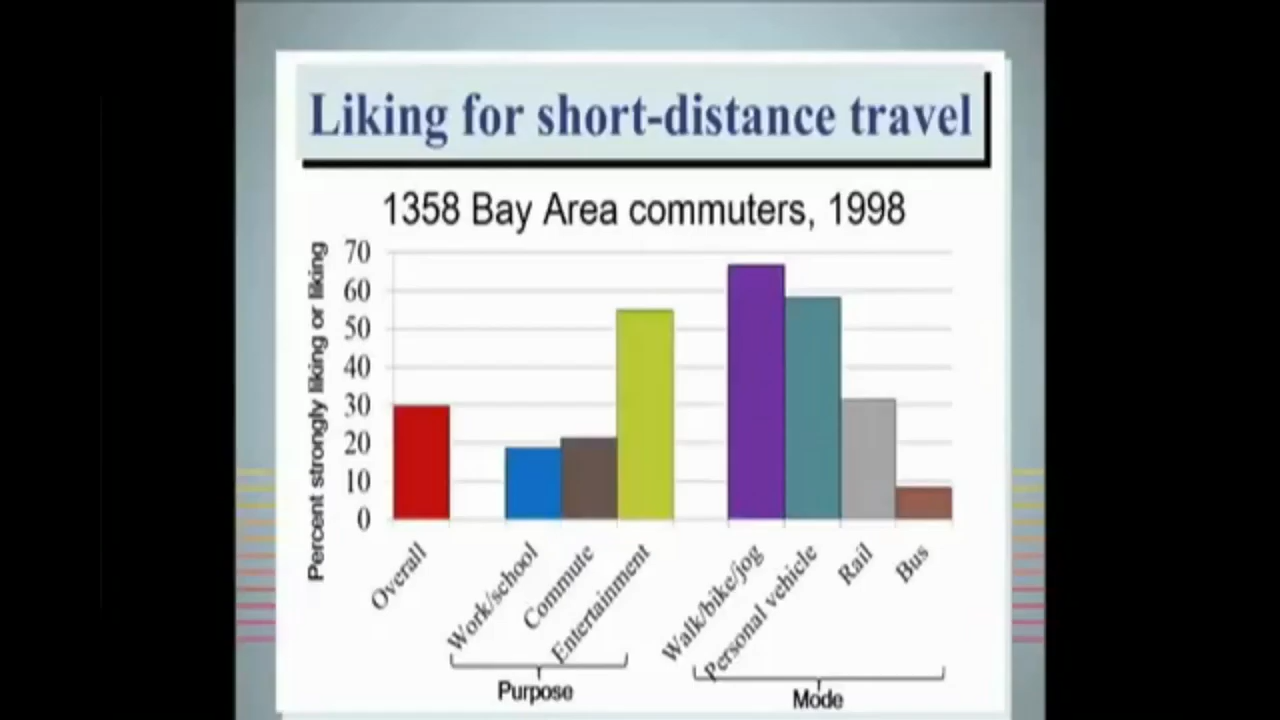 Liking for short-distance travel
1358 Bay Area commuters, 1998
Percent strongly liking or liking
70
60
50
40
30
20
10
0
Overall
Work/school
Commute
Entertainment
Walk/bike/jog
Personal vehicle
Rail
Bus
Purpose
Mode